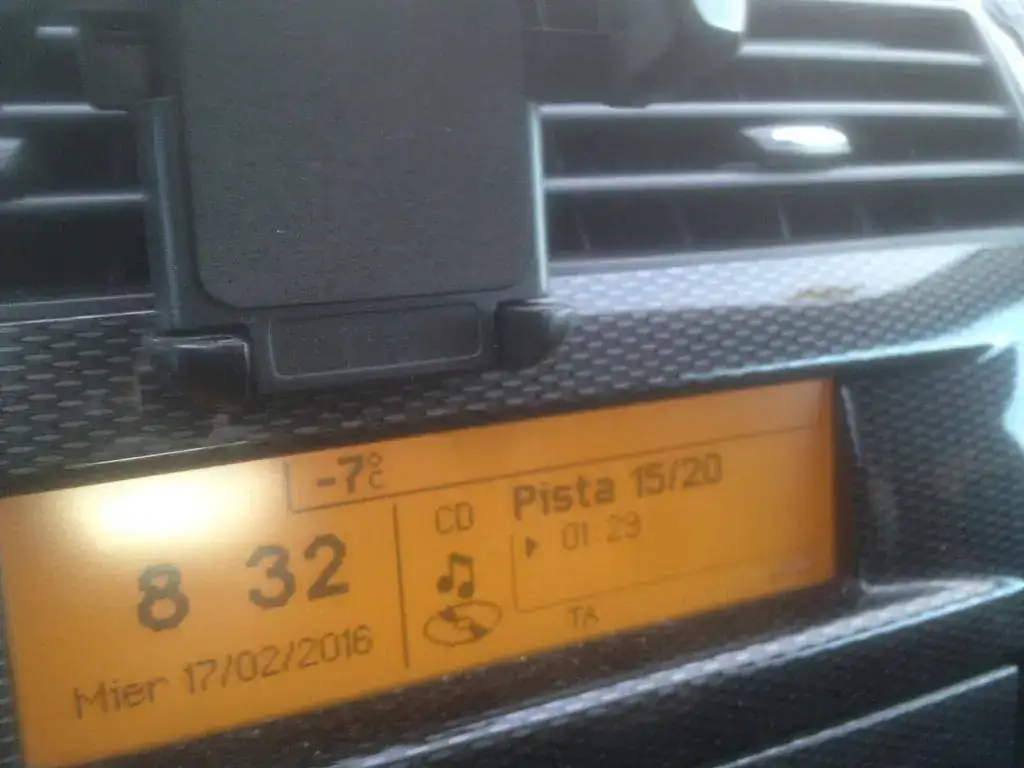 -7°C
8 32
Mier 17/02/2016
CD
Pista 15/20
01 29
TA